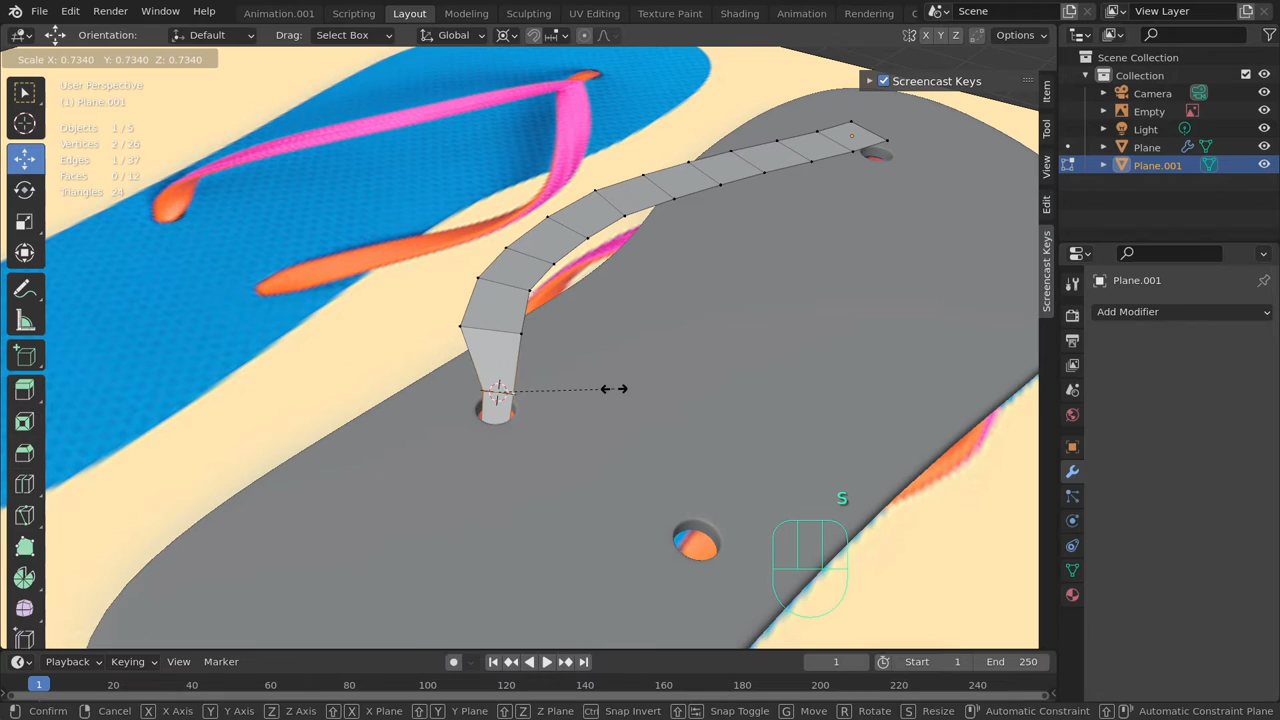 File Edit Render Window Help Animation.001 Scripting Layout Modeling Sculpting UV Editing Texture Paint Shading Animation Rendering C Scene View Layer
Orientation: Default Drag: Select Box Global X Y Z Options
Scale X: 0.7340 Y: 0.7340 Z: 0.7340
User Perspective
(1) Plane.001
Objects 1 / 5
Vertices 2 / 26
Edges 1 / 37
Faces 0 / 12
Triangles 24
Screencast Keys
Item
Tool
View
Edit
Screencast Keys
S
Scene Collection
Collection
Camera
Empty
Light
Plane
Plane.001
Plane.001
Add Modifier
Playback Keying View Marker 1 Start 1 End 250
1 20 40 60 80 100 120 140 160 180 200 220 240
Confirm Cancel X X Axis Y Y Axis Z Z Axis X X Plane Y Y Plane Z Z Plane Ctrl Snap Invert Snap Toggle G Move R Rotate S Resize Automatic Constraint Automatic Constraint Plane